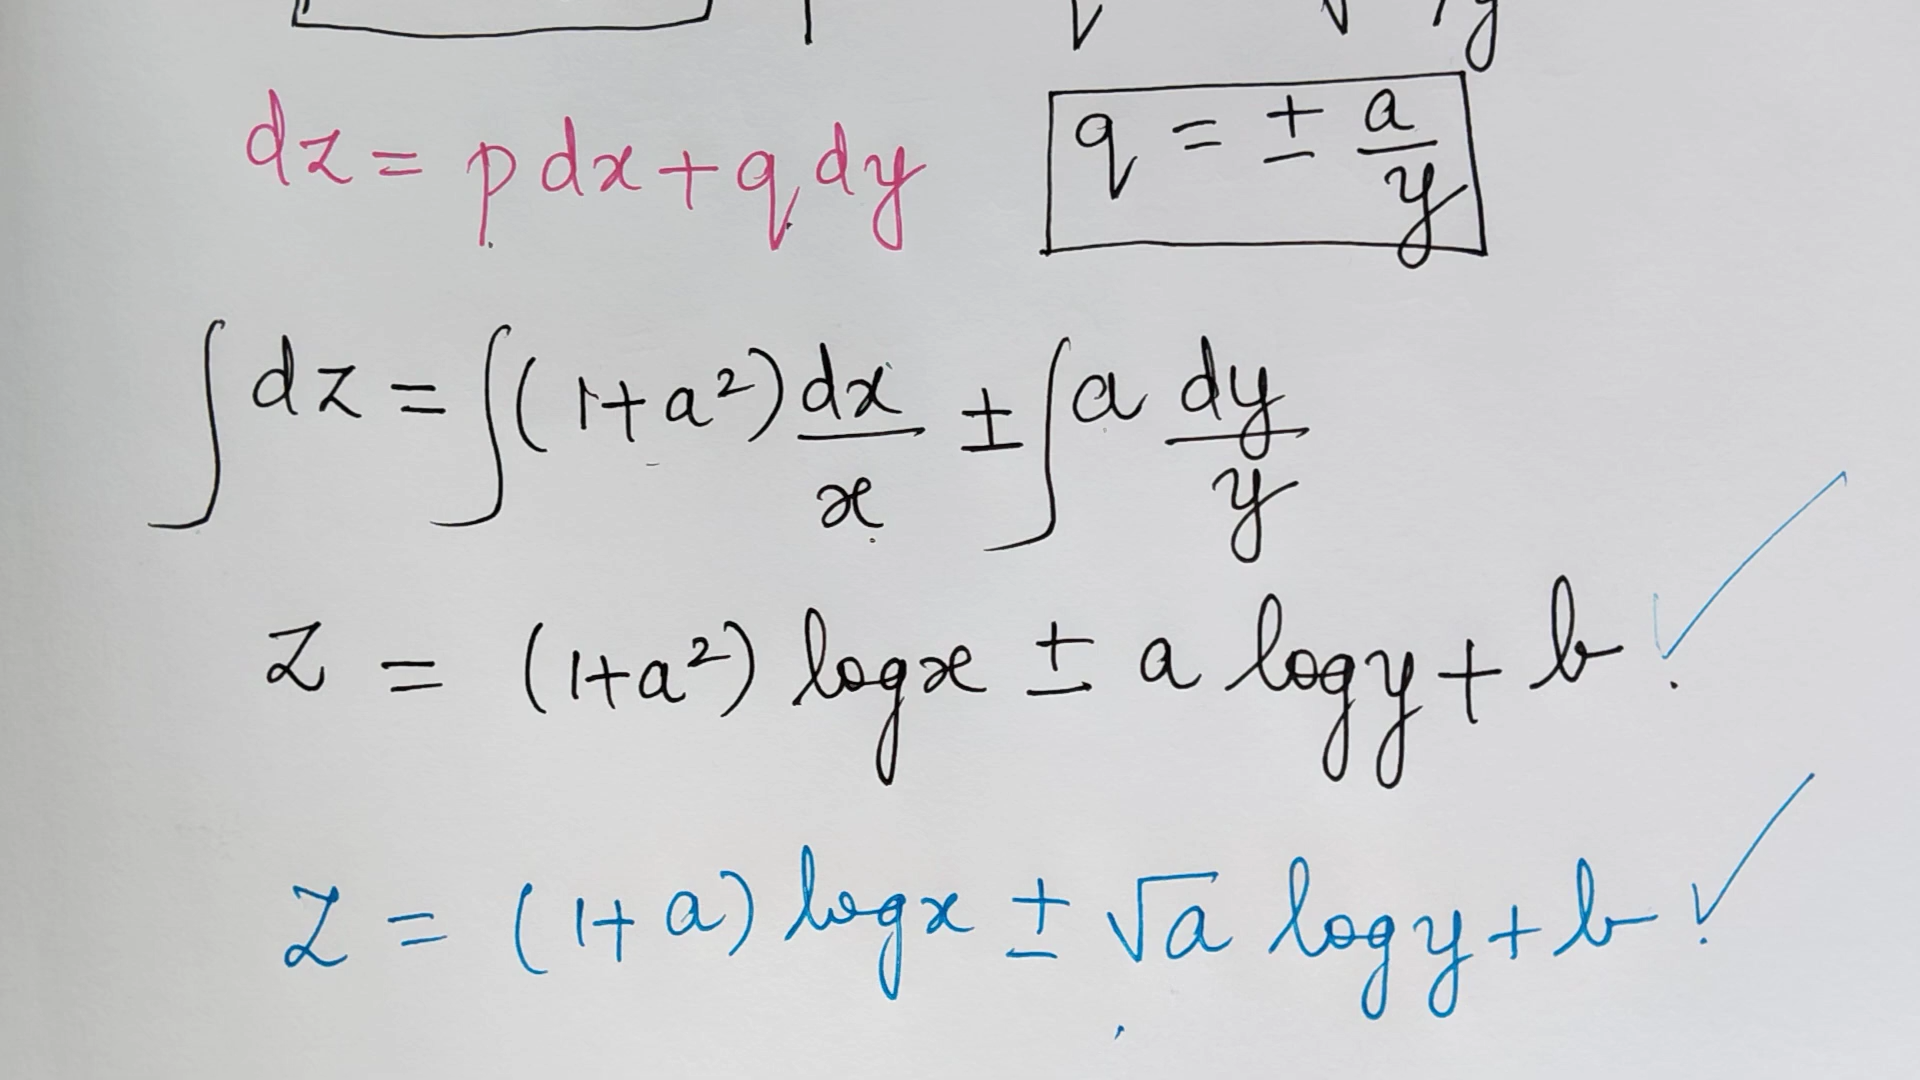 dz = p dx + q dy
q = ± a/y
∫ dz = ∫ (1+a²) dx/x ± ∫ a dy/y
z = (1+a²) log x ± a log y + b.
z = (1+a) log x ± √a log y + b.